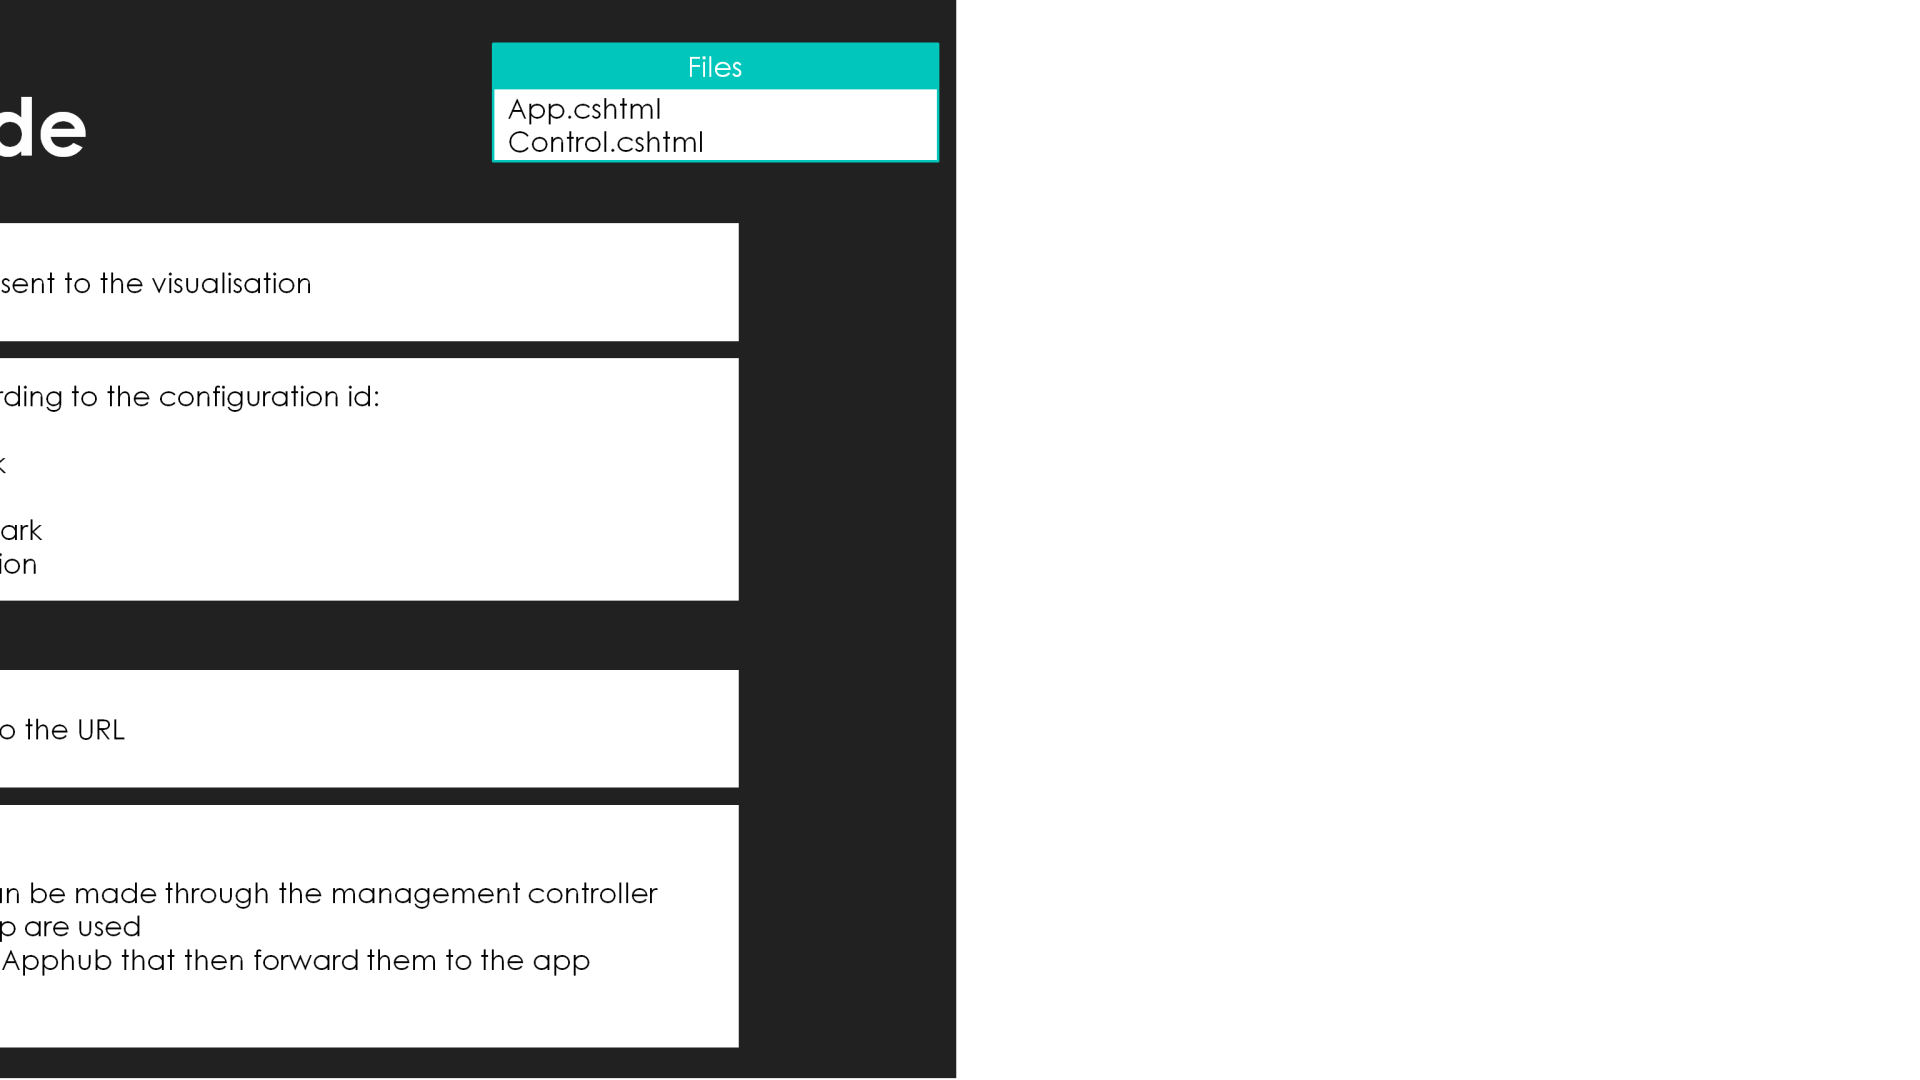 Files
App.cshtml
Control.cshtml
de
sent to the visualisation
rding to the configuration id:
k
ark
ion
o the URL
an be made through the management controller
p are used
Apphub that then forward them to the app